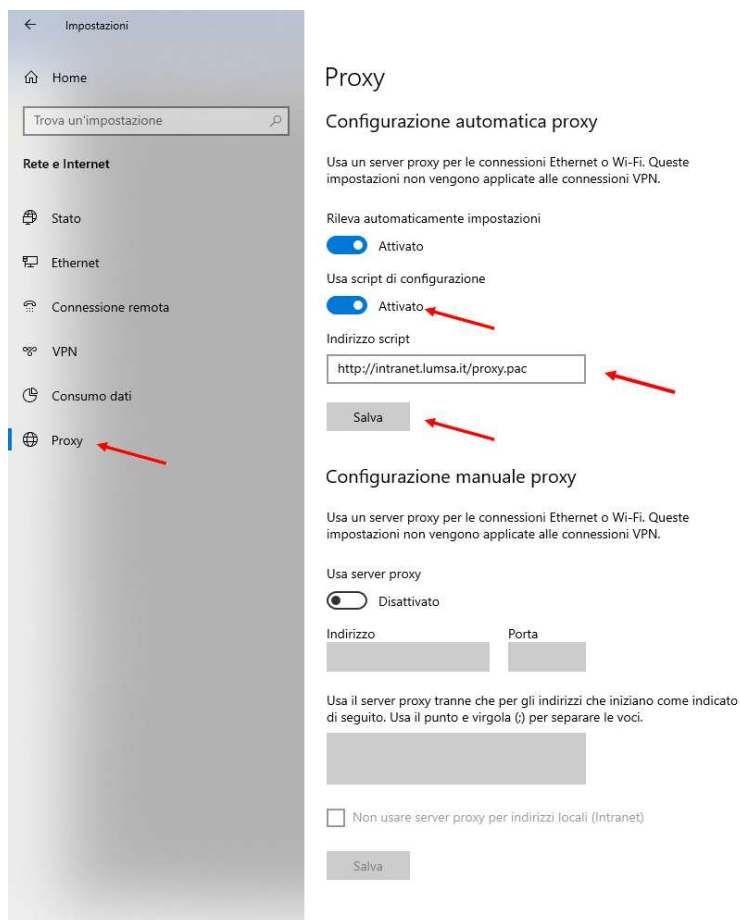 Impostazioni
Home
Trova un'impostazione
Rete e Internet
Stato
Ethernet
Connessione remota
VPN
Consumo dati
Proxy
Proxy
Configurazione automatica proxy
Usa un server proxy per le connessioni Ethernet o Wi-Fi. Queste
impostazioni non vengono applicate alle connessioni VPN.
Rileva automaticamente impostazioni
Attivato
Usa script di configurazione
Attivato
Indirizzo script
http://intranet.lumsa.it/proxy.pac
Salva
Configurazione manuale proxy
Usa un server proxy per le connessioni Ethernet o Wi-Fi. Queste
impostazioni non vengono applicate alle connessioni VPN.
Usa server proxy
Disattivato
Indirizzo Porta
Usa il server proxy tranne che per gli indirizzi che iniziano come indicato
di seguito. Usa il punto e virgola (;) per separare le voci.
Non usare server proxy per indirizzi locali (Intranet)
Salva